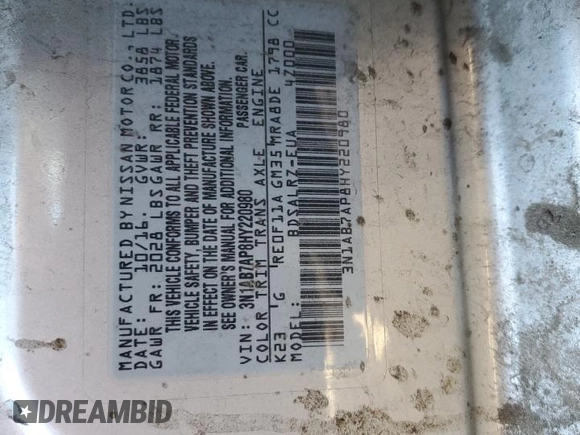 MANUFACTURED BY NISSAN MOTOR CO., LTD.
DATE: 10/16. GVWR: 3858 LBS
GAWR FR: 2028 LBSGAWR RR: 1874 LBS
THIS VEHICLE CONFORMS TO ALL APPLICABLE FEDERAL MOTOR
VEHICLE SAFETY, BUMPER AND THEFT PREVENTION STANDARDS
IN EFFECT ON THE DATE OF MANUFACTURE SHOWN ABOVE.
SEE OWNER'S MANUAL FOR ADDITIONAL INFORMATION.
VIN: 3N1AB7AP8HY220980 PASSENGER CAR
COLOR TRIM TRANS AXLE ENGINE
K23 'G 'RE0F11A GM35 MRA8DE 1798 CC
MODEL: BDSALRZ-EUA 4Z000
3N1AB7AP8HY220980
DREAMBID